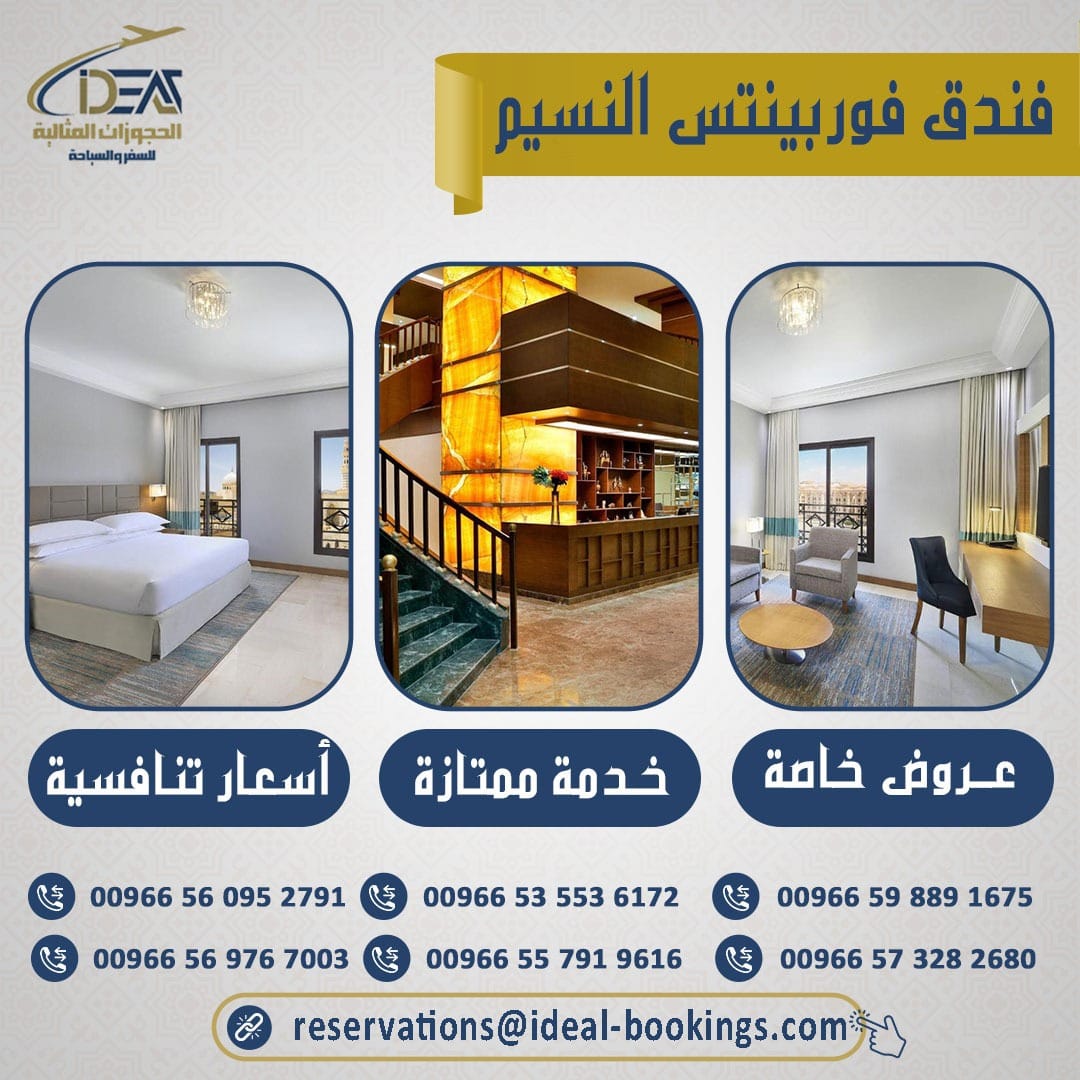 IDEAL
الحجوزات المثالية
للسفر والسياحة
فندق فوربينتس النسيم
عروض خاصة
خدمة ممتازة
أسعار تنافسية
00966 56 095 2791
00966 53 553 6172
00966 59 889 1675
00966 56 976 7003
00966 55 791 9616
00966 57 328 2680
reservations@ideal-bookings.com